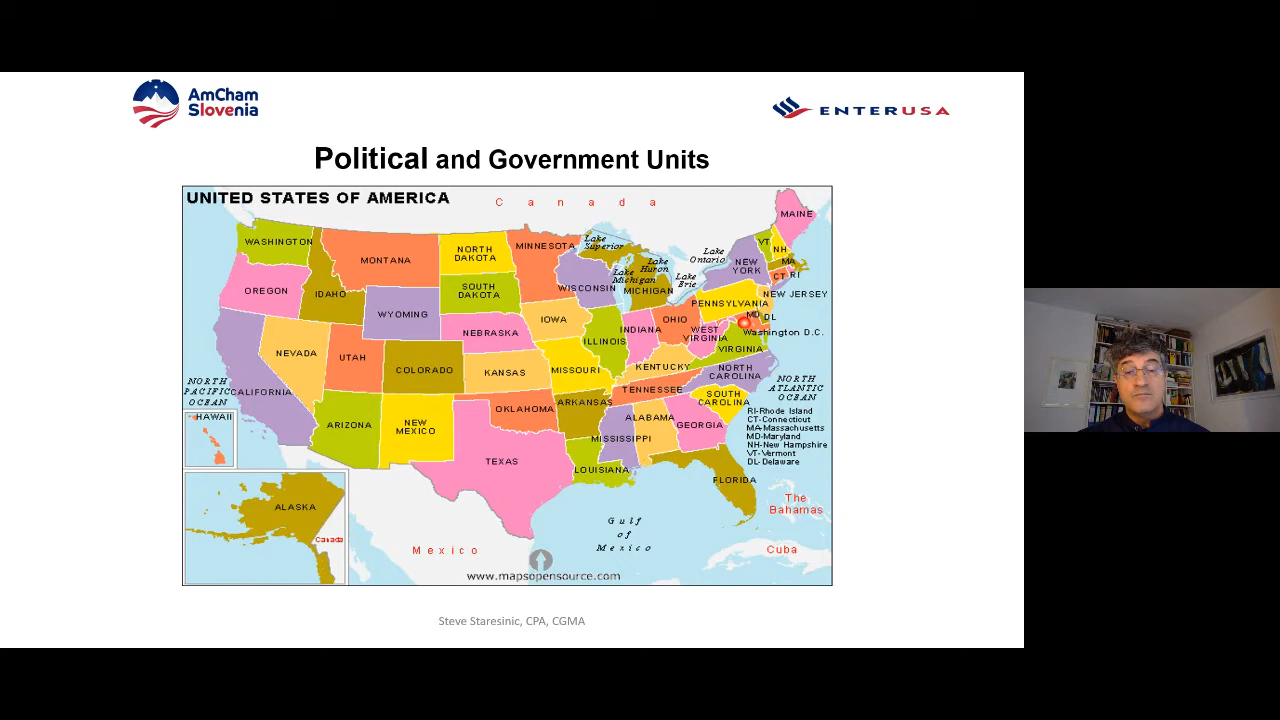 AmCham
Slovenia
ENTERUSA
Political and Government Units
UNITED STATES OF AMERICA
Canada
MAINE
WASHINGTON
MONTANA
NORTH
DAKOTA
MINNESOTA
Lake
Superior
Lake
Ontario
VT
NH
MA
NEW
YORK
CT
RI
OREGON
IDAHO
SOUTH
DAKOTA
WISCONSIN
Lake
Michigan
Lake
Huron
MICHIGAN
Lake
Erie
NEW JERSEY
WYOMING
PENNSYLVANIA
MD
DL
Washington D.C.
NEBRASKA
IOWA
ILLINOIS
INDIANA
OHIO
WEST
VIRGINIA
VIRGINIA
NEVADA
UTAH
COLORADO
KANSAS
MISSOURI
KENTUCKY
NORTH
CAROLINA
NORTH
PACIFIC
OCEAN
CALIFORNIA
NORTH
ATLANTIC
OCEAN
TENNESSEE
SOUTH
CAROLINA
ARIZONA
NEW
MEXICO
OKLAHOMA
ARKANSAS
ALABAMA
GEORGIA
MISSISSIPPI
RI-Rhode Island
CT-Connecticut
MA-Massachusetts
MD-Maryland
NH-New Hampshire
VT-Vermont
DL-Delaware
HAWAII
TEXAS
LOUISIANA
FLORIDA
ALASKA
Canada
Gulf
of
Mexico
The
Bahamas
Mexico
Cuba
www.mapsopensource.com
Steve Staresinic, CPA, CGMA